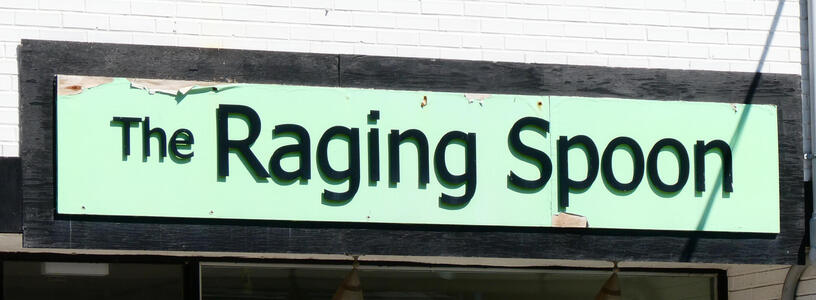 The Raging Spoon